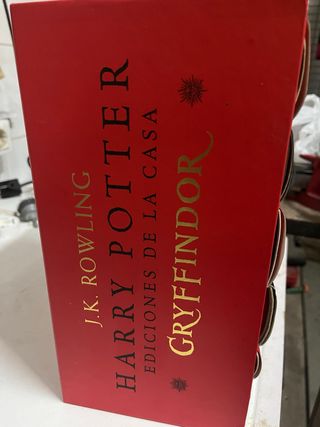 J.K. ROWLING
HARRY POTTER
EDICIONES DE LA CASA
GRYFFINDOR